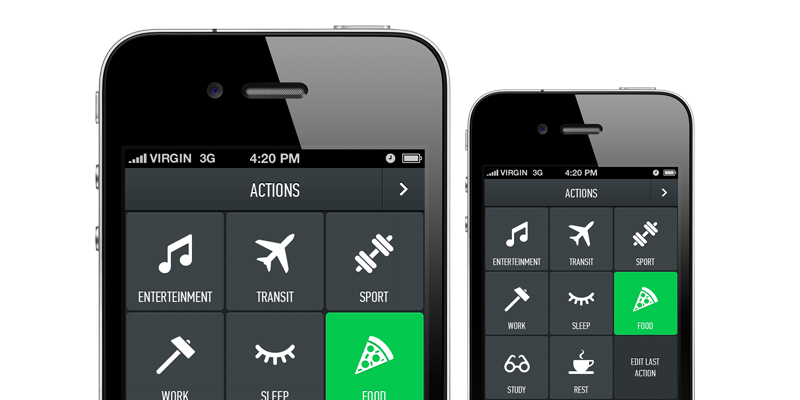 VIRGIN 3G 4:20 PM
ACTIONS
ENTERTEINMENT TRANSIT SPORT
WORK SLEEP FOOD
VIRGIN 3G 4:20 PM
ACTIONS
ENTERTEINMENT TRANSIT SPORT
WORK SLEEP FOOD
STUDY REST EDIT LAST
ACTION